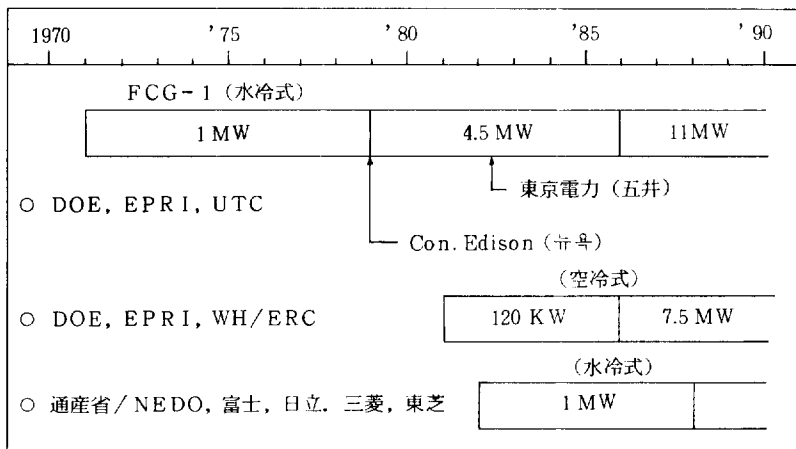 1970 '75 '80 '85 '90
FCG-1 (水冷式)
1 MW 4.5 MW 11MW
東京電力 (五井)
○ DOE, EPRI, UTC
Con. Edison (뉴욕)
(空冷式)
○ DOE, EPRI, WH/ERC 120 KW 7.5 MW
(水冷式)
○ 通産省/NEDO, 富士, 日立. 三菱, 東芝 1 MW